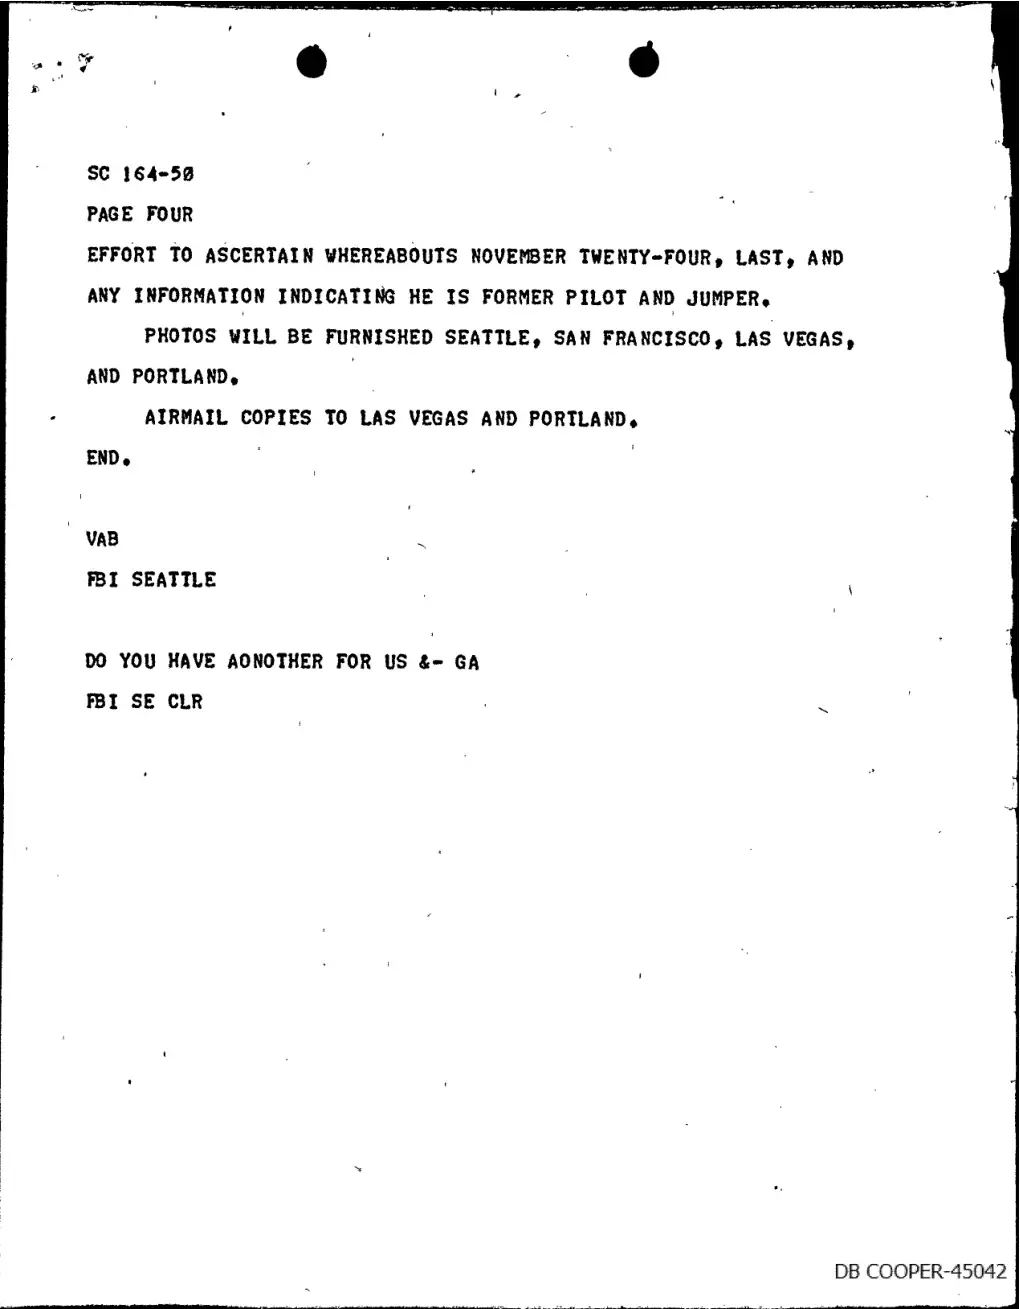 SC 164-50
PAGE FOUR
EFFORT TO ASCERTAIN WHEREABOUTS NOVEMBER TWENTY-FOUR, LAST, AND
ANY INFORMATION INDICATING HE IS FORMER PILOT AND JUMPER.
PHOTOS WILL BE FURNISHED SEATTLE, SAN FRANCISCO, LAS VEGAS,
AND PORTLAND.
AIRMAIL COPIES TO LAS VEGAS AND PORTLAND.
END.
VAB
FBI SEATTLE
DO YOU HAVE AONOTHER FOR US &- GA
FBI SE CLR
DB COOPER-45042